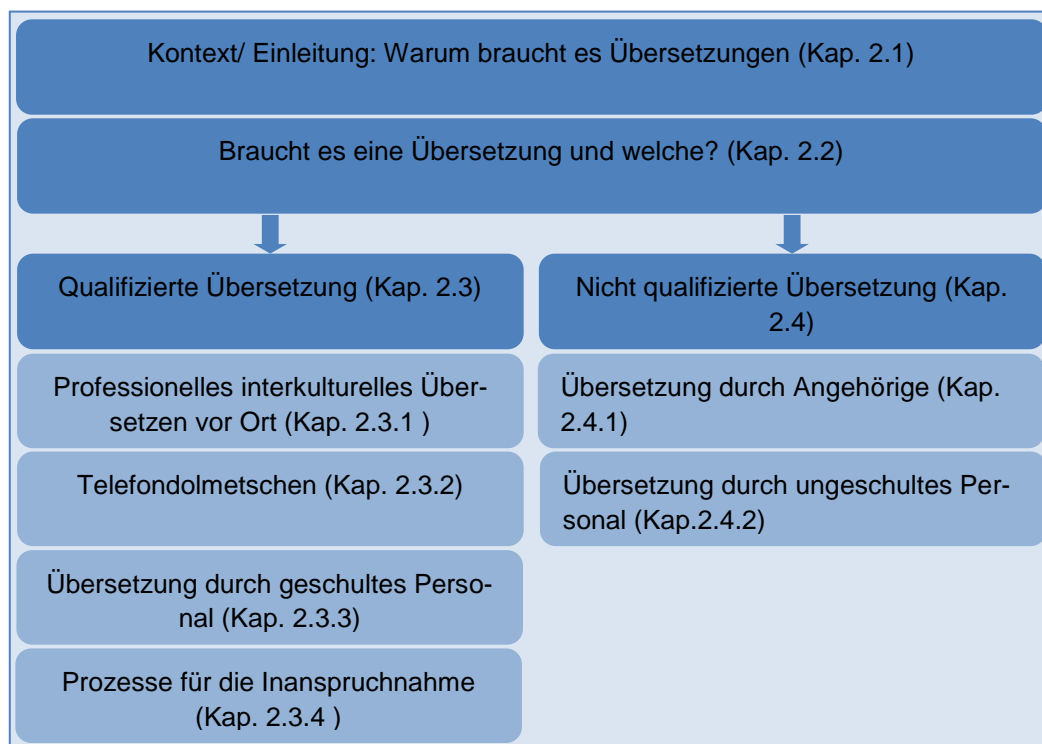 Kontext/ Einleitung: Warum braucht es Übersetzungen (Kap. 2.1)
Braucht es eine Übersetzung und welche? (Kap. 2.2)
Qualifizierte Übersetzung (Kap. 2.3)
Professionelles interkulturelles Über-
setzen vor Ort (Kap. 2.3.1 )
Telefondolmetschen (Kap. 2.3.2)
Übersetzung durch geschultes Perso-
nal (Kap. 2.3.3)
Prozesse für die Inanspruchnahme
(Kap. 2.3.4 )
Nicht qualifizierte Übersetzung (Kap.
2.4)
Übersetzung durch Angehörige (Kap.
2.4.1)
Übersetzung durch ungeschultes Per-
sonal (Kap.2.4.2)